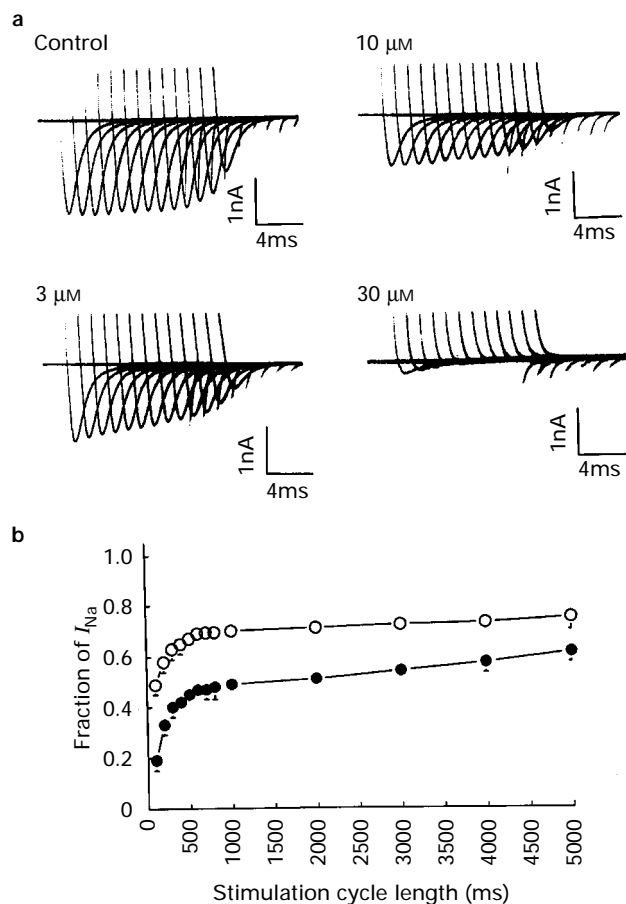 a
Control
10 μM
1nA
4ms
1nA
4ms
3 μM
30 μM
1nA
4ms
1nA
4ms
b
Fraction of I_Na
1.0
0.8
0.6
0.4
0.2
0
0
500
1000
1500
2000
2500
3000
3500
4000
4500
5000
Stimulation cycle length (ms)